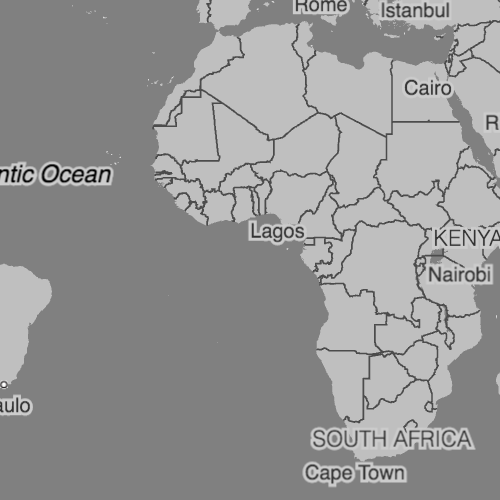 Rome
Istanbul
Cairo
R
ntic Ocean
Lagos
KENYA
Nairobi
aulo
SOUTH AFRICA
Cape Town